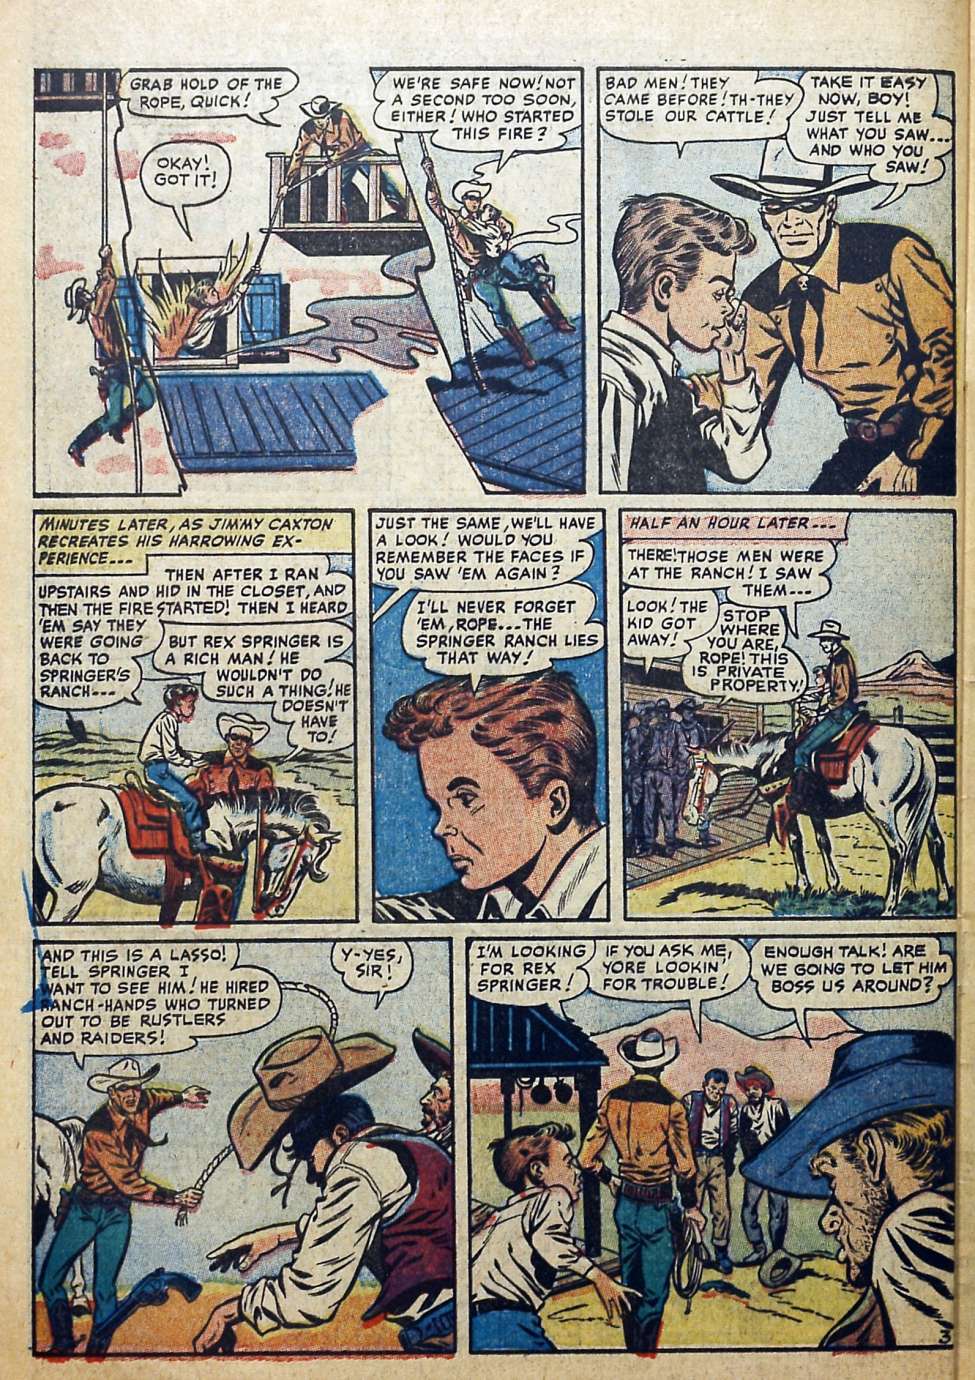 GRAB HOLD OF THE
ROPE, QUICK!
OKAY!
GOT IT!
WE'RE SAFE NOW! NOT
A SECOND TOO SOON,
EITHER! WHO STARTED
THIS FIRE?
BAD MEN! THEY
CAME BEFORE! TH-THEY
STOLE OUR CATTLE!
TAKE IT EASY
NOW, BOY!
JUST TELL ME
WHAT YOU SAW...
AND WHO YOU
SAW!
MINUTES LATER, AS JIMMY CAXTON
RECREATES HIS HARROWING EX-
PERIENCE...
THEN AFTER I RAN
UPSTAIRS AND HID IN THE CLOSET, AND
THEN THE FIRE STARTED! THEN I HEARD
'EM SAY THEY
WERE GOING
BACK TO
SPRINGER'S
RANCH---
BUT REX SPRINGER IS
A RICH MAN! HE
WOULDN'T DO
SUCH A THING! HE
DOESN'T
HAVE
TO!
JUST THE SAME, WE'LL HAVE
A LOOK! WOULD YOU
REMEMBER THE FACES IF
YOU SAW 'EM AGAIN?
I'LL NEVER FORGET
'EM, ROPE...THE
SPRINGER RANCH LIES
THAT WAY!
HALF AN HOUR LATER---
THERE! THOSE MEN WERE
AT THE RANCH! I SAW
THEM---
LOOK! THE
KID GOT
AWAY!
STOP
WHERE
YOU ARE,
ROPE! THIS
IS PRIVATE
PROPERTY!
AND THIS IS A LASSO!
TELL SPRINGER I
WANT TO SEE HIM! HE HIRED
RANCH-HANDS WHO TURNED
OUT TO BE RUSTLERS
AND RAIDERS!
Y-YES,
SIR!
I'M LOOKING
FOR REX
SPRINGER!
IF YOU ASK ME,
YORE LOOKIN'
FOR TROUBLE!
ENOUGH TALK! ARE
WE GOING TO LET HIM
BOSS US AROUND?
3